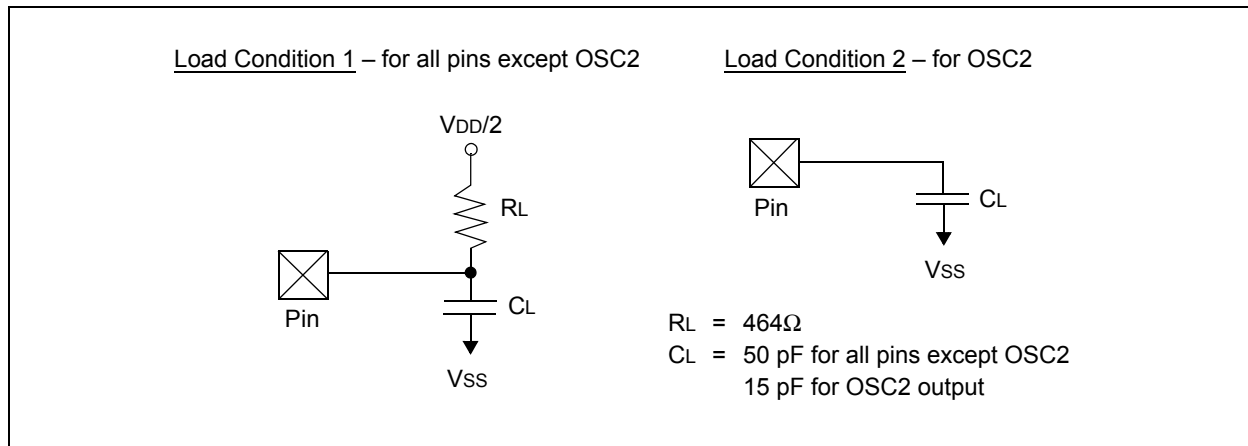 Load Condition 1 – for all pins except OSC2
VDD/2
RL
Pin
CL
VSS
Load Condition 2 – for OSC2
Pin
CL
VSS
RL = 464Ω
CL = 50 pF for all pins except OSC2
15 pF for OSC2 output